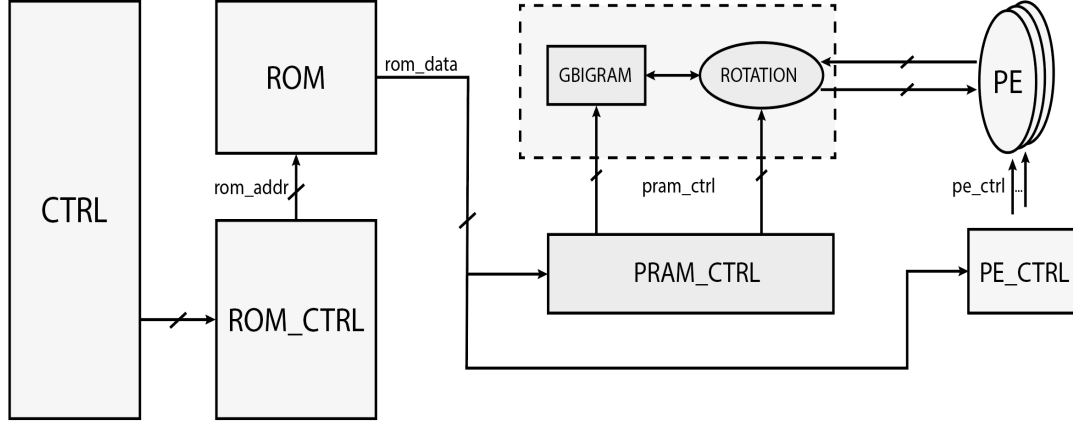 CTRL
ROM
rom_data
rom_addr
ROM_CTRL
GBIGRAM
ROTATION
pram_ctrl
PRAM_CTRL
PE
pe_ctrl ...
PE_CTRL